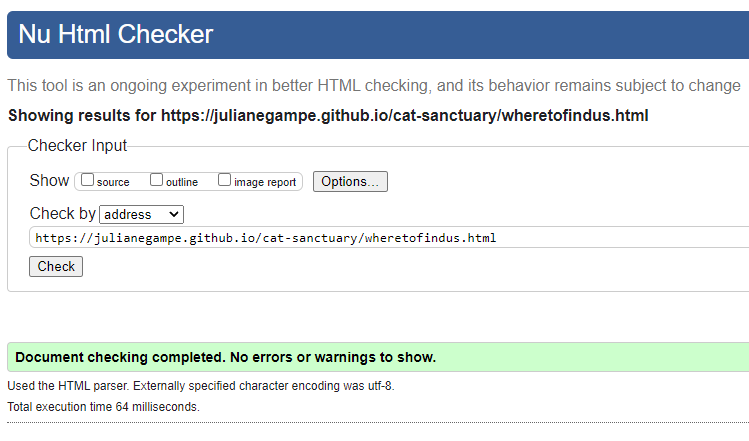 Nu Html Checker
This tool is an ongoing experiment in better HTML checking, and its behavior remains subject to change
Showing results for https://julianegampe.github.io/cat-sanctuary/wheretofindus.html
Checker Input
Show source outline image report Options...
Check by address
https://julianegampe.github.io/cat-sanctuary/wheretofindus.html
Check
Document checking completed. No errors or warnings to show.
Used the HTML parser. Externally specified character encoding was utf-8.
Total execution time 64 milliseconds.